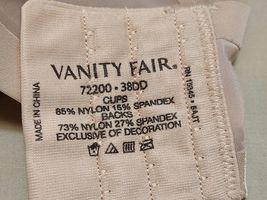 VANITY FAIR®
72200 • 38DD
CUPS
85% NYLON 15% SPANDEX
BACKS
73% NYLON 27% SPANDEX
EXCLUSIVE OF DECORATION
MADE IN CHINA